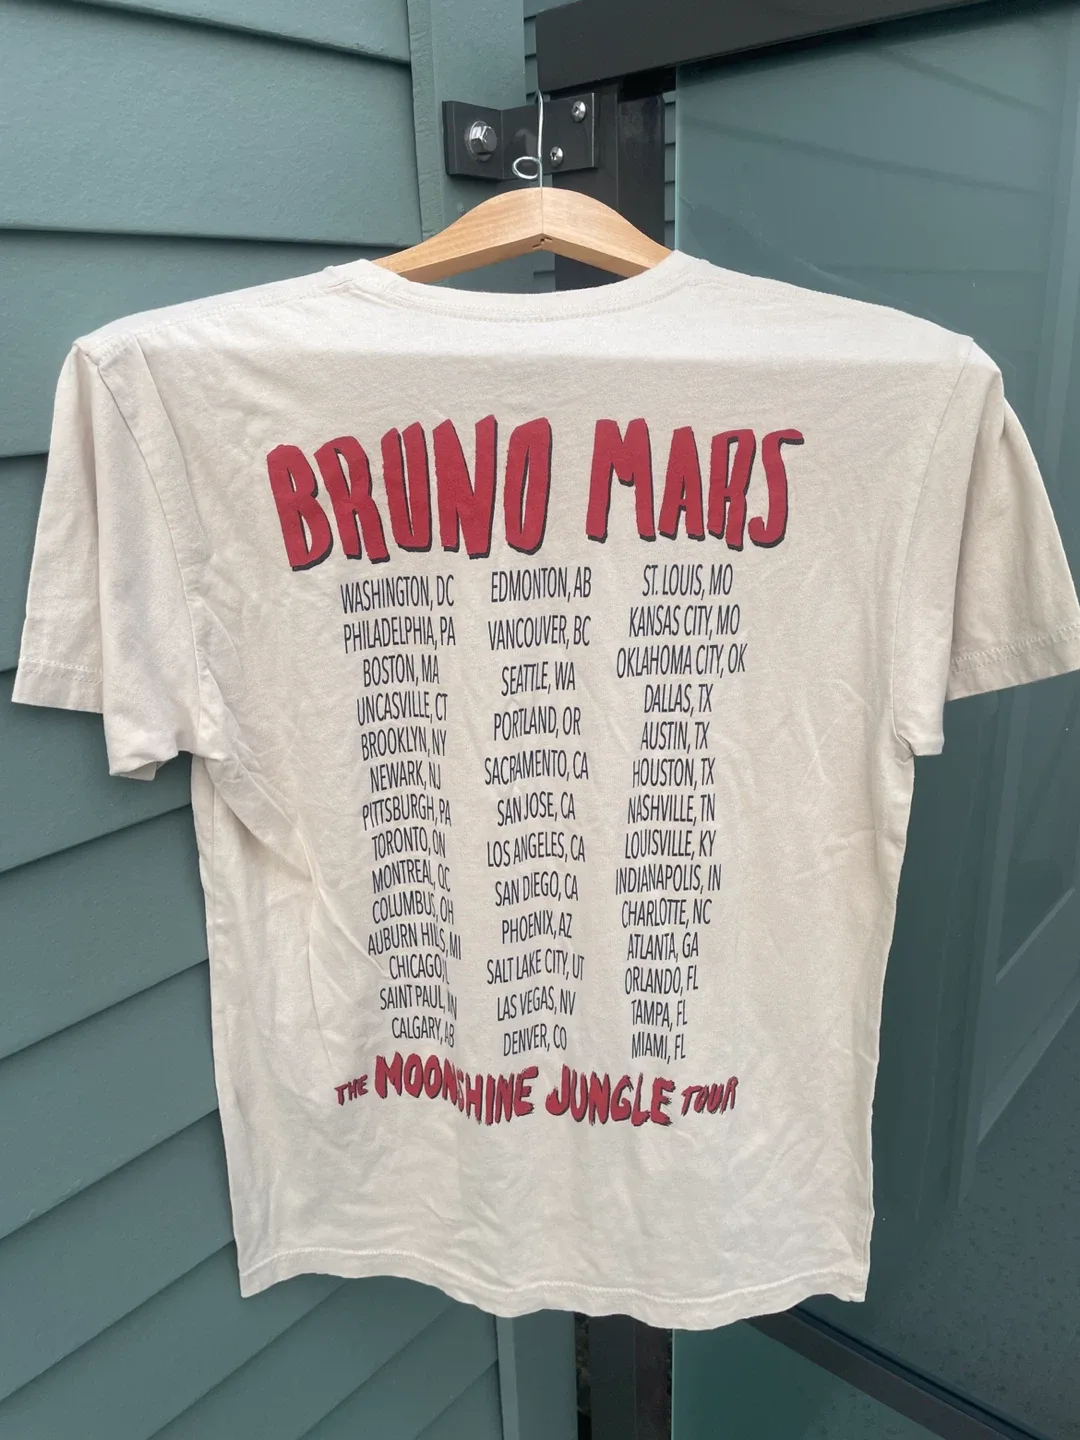 BRUNO MARS
WASHINGTON, DC
PHILADELPHIA, PA
BOSTON, MA
UNCASVILLE, CT
BROOKLYN, NY
NEWARK, NJ
PITTSBURGH, PA
TORONTO, ON
MONTREAL, QC
COLUMBUS, OH
AUBURN HILLS, MI
CHICAGO, IL
SAINT PAUL, MN
CALGARY, AB
EDMONTON, AB
VANCOUVER, BC
SEATTLE, WA
PORTLAND, OR
SACRAMENTO, CA
SAN JOSE, CA
LOS ANGELES, CA
SAN DIEGO, CA
PHOENIX, AZ
SALT LAKE CITY, UT
LAS VEGAS, NV
DENVER, CO
ST. LOUIS, MO
KANSAS CITY, MO
OKLAHOMA CITY, OK
DALLAS, TX
AUSTIN, TX
HOUSTON, TX
NASHVILLE, TN
LOUISVILLE, KY
INDIANAPOLIS, IN
CHARLOTTE, NC
ATLANTA, GA
ORLANDO, FL
TAMPA, FL
MIAMI, FL
THE MOONSHINE JUNGLE TOUR